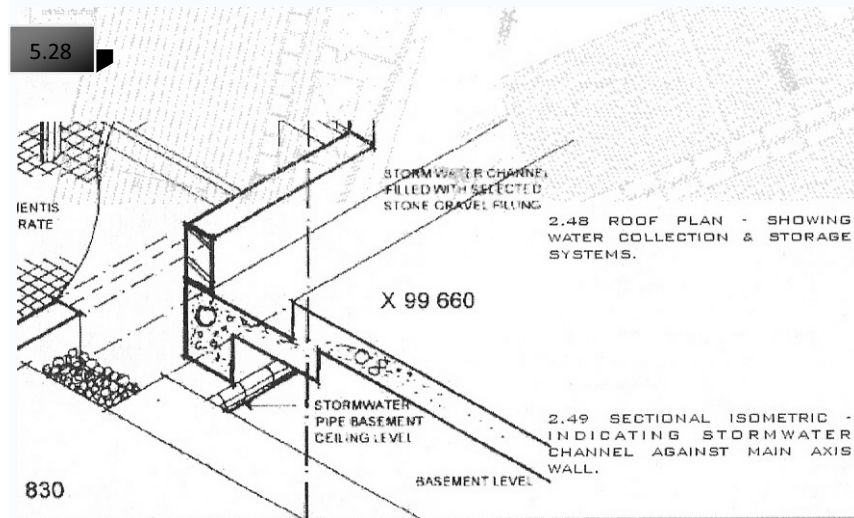 5.28
STORM WATER CHANNEL
FILLED WITH SELECTED
STONE GRAVEL FILLING
IENTIS
RATE
2.48 ROOF PLAN - SHOWING
WATER COLLECTION & STORAGE
SYSTEMS.
X 99 660
STORMWATER
PIPE BASEMENT
CEILING LEVEL
2.49 SECTIONAL ISOMETRIC -
INDICATING STORMWATER
CHANNEL AGAINST MAIN AXIS
WALL.
BASEMENT LEVEL
830